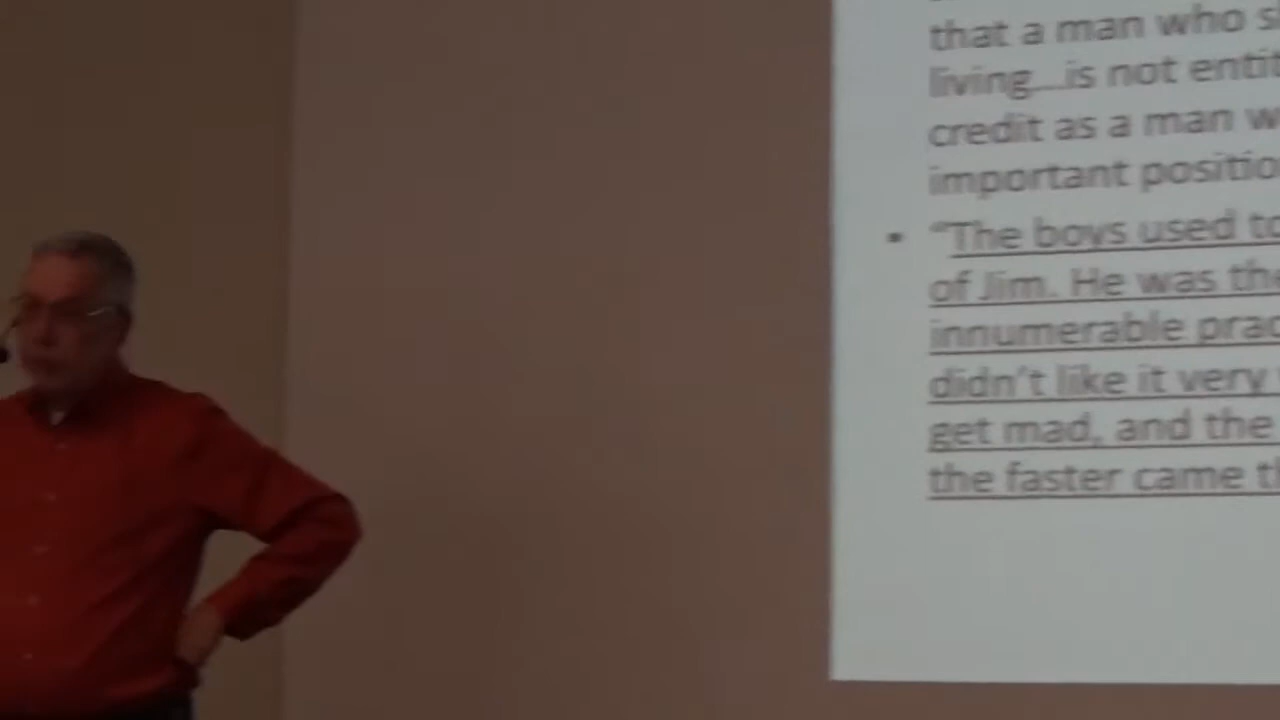 that a man who s
living...is not entit
credit as a man w
important positio
• “The boys used to
of Jim. He was the
innumerable prac
didn’t like it very
get mad, and the
the faster came th